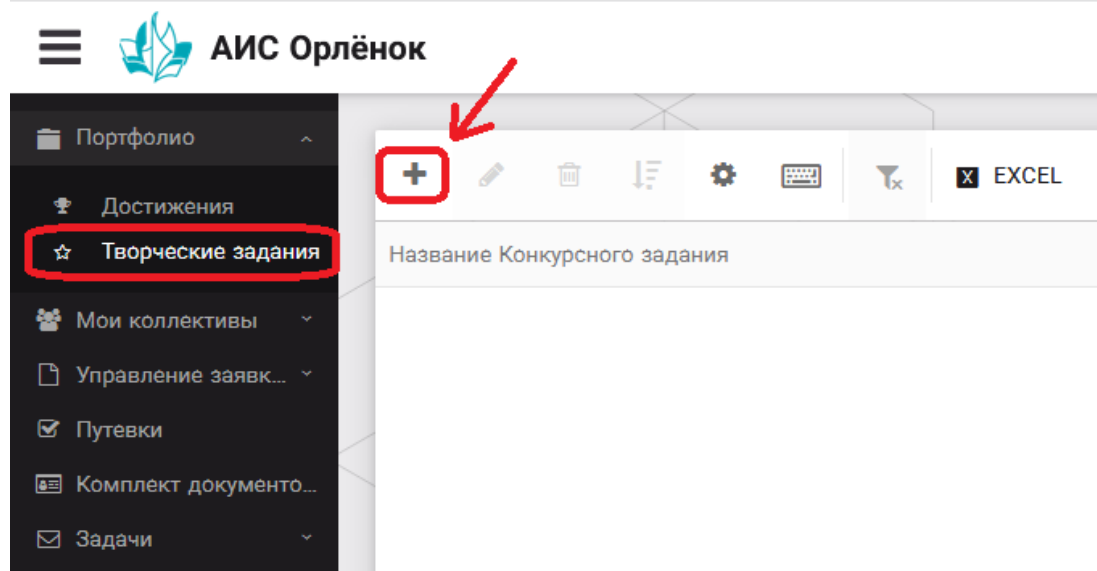 АИС Орлёнок
Портфолио
Достижения
Творческие задания
Мои коллективы
Управление заявк...
Путевки
Комплект документо...
Задачи
X EXCEL
Название Конкурсного задания